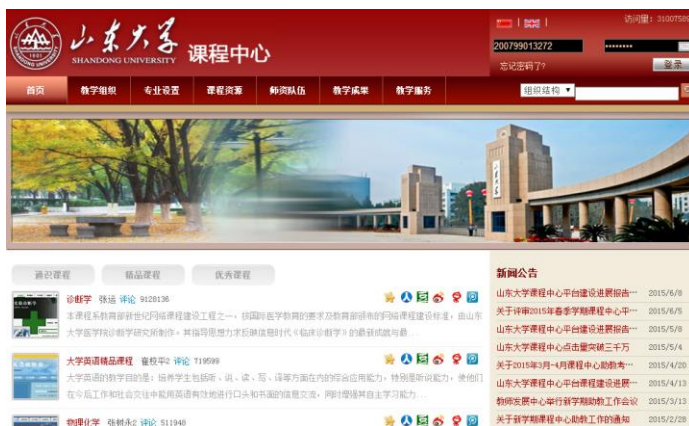 山东大学
SHANDONG UNIVERSITY
1901
课程中心
访问量：31007589
200799013272
忘记密码了?
登录
首页 教学组织 专业设置 课程资源 师资队伍 教学成果 教学服务
组织结构
山东大学
通识课程 精品课程 优秀课程
诊断学 张运 评论 9128136
本课程系教育部新世纪网络课程建设工程之一，按国际医学教育的要求及教育部颁布的网络课程建设标准，由山东
大学医学院诊断学研究所制作。其指导思想力求反映信息时代《临床诊断学》的最新成就与最...
大学英语精品课程 崔校平2 评论 719599
大学英语的教学目的是：培养学生包括听、说、读、写、译等方面在内的综合应用能力，特别是听说能力，使他们
在今后工作和社会交往中能用英语有效地进行口头和书面的信息交流，同时增强其自主学习能力...
物理化学 张树永2 评论 511948
新闻公告
山东大学课程中心平台建设进展报告… 2015/6/8
关于评审2015年春季学期课程中心平… 2015/6/5
山东大学课程中心平台建设进展报告… 2015/5/8
山东大学课程中心点击量突破三千万 2015/5/4
关于2015年3月-4月课程中心助教考… 2015/4/20
山东大学课程中心平台课程建设进展… 2015/4/13
教师发展中心举行新学期助教工作会议 2015/3/13
关于新学期课程中心助教工作的通知 2015/2/28